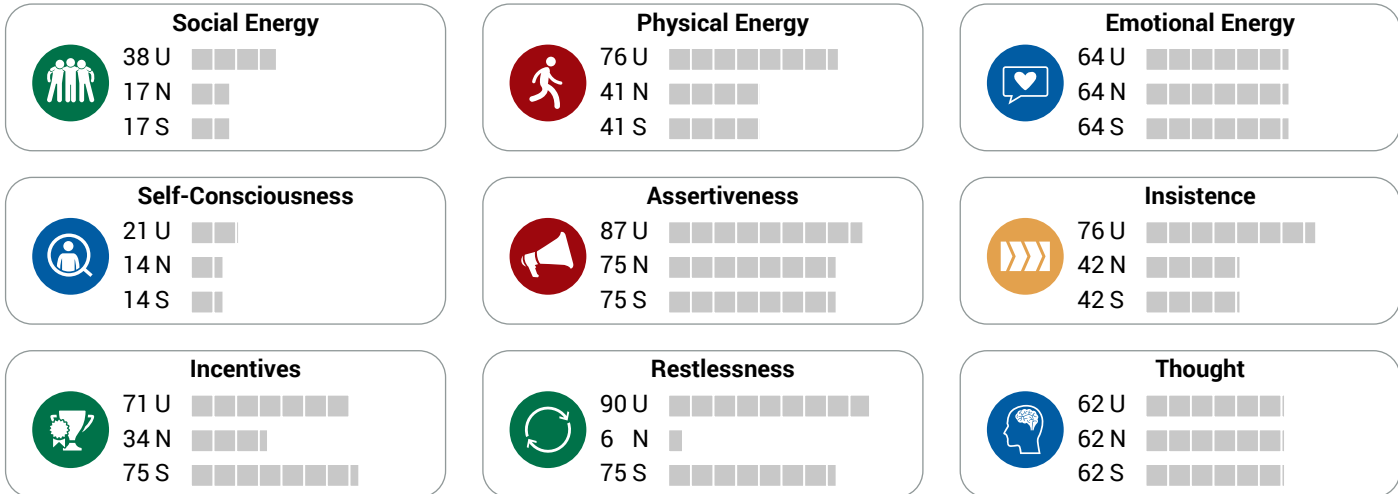 Social Energy
38 U
17 N
17 S
Physical Energy
76 U
41 N
41 S
Emotional Energy
64 U
64 N
64 S
Self-Consciousness
21 U
14 N
14 S
Assertiveness
87 U
75 N
75 S
Insistence
76 U
42 N
42 S
Incentives
71 U
34 N
75 S
Restlessness
90 U
6 N
75 S
Thought
62 U
62 N
62 S